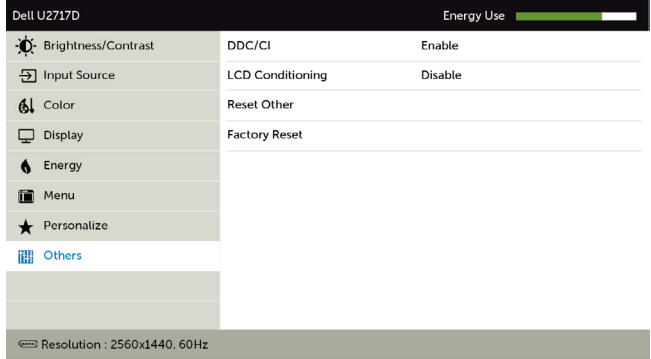 Dell U2717D Energy Use
Brightness/Contrast DDC/CI Enable
Input Source LCD Conditioning Disable
Color Reset Other
Display Factory Reset
Energy
Menu
Personalize
Others
Resolution : 2560x1440, 60Hz